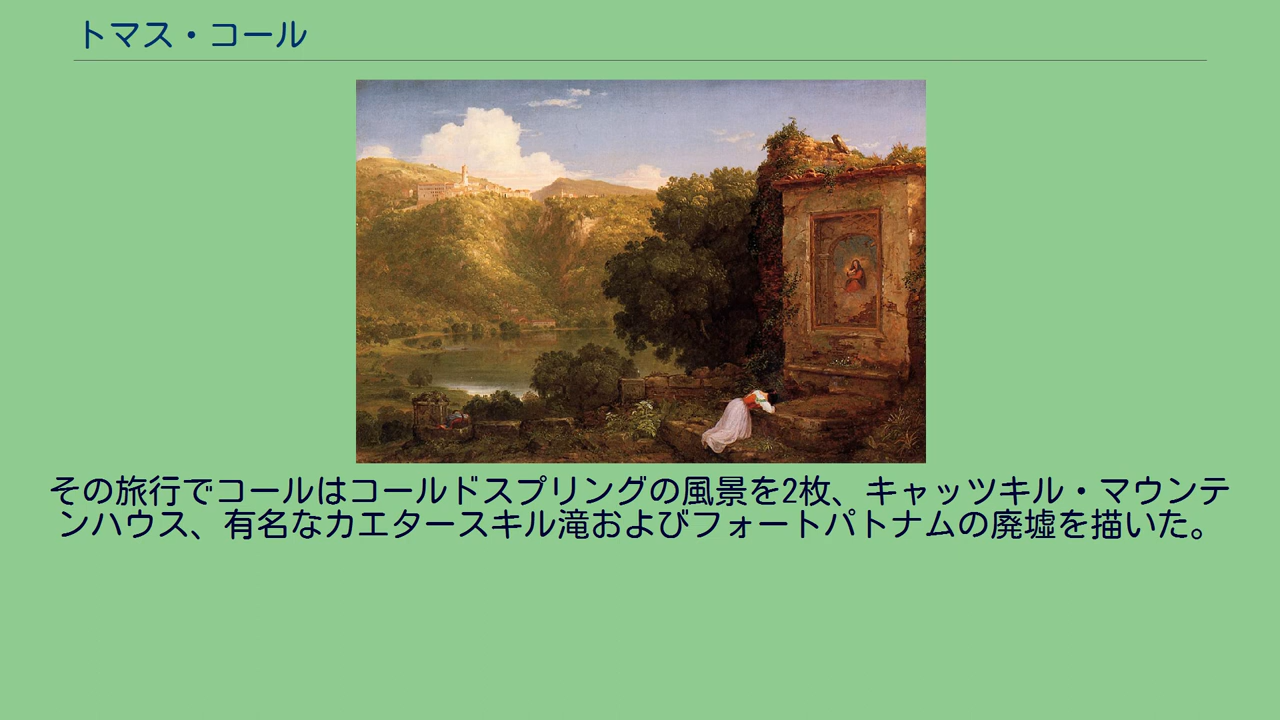 トマス・コール
その旅行でコールはコールドスプリングの風景を2枚、キャッツキル・マウンテ
ンハウス、有名なカエタースキル滝およびフォートパトナムの廃墟を描いた。